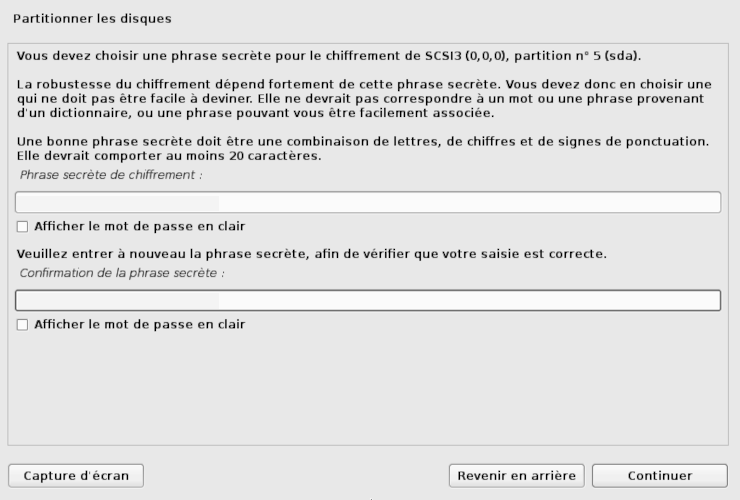 Partitionner les disques
Vous devez choisir une phrase secrète pour le chiffrement de SCSI3 (0,0,0), partition n° 5 (sda).
La robustesse du chiffrement dépend fortement de cette phrase secrète. Vous devez donc en choisir une
qui ne doit pas être facile à deviner. Elle ne devrait pas correspondre à un mot ou une phrase provenant
d'un dictionnaire, ou une phrase pouvant vous être facilement associée.
Une bonne phrase secrète doit être une combinaison de lettres, de chiffres et de signes de ponctuation.
Elle devrait comporter au moins 20 caractères.
Phrase secrète de chiffrement :
Afficher le mot de passe en clair
Veuillez entrer à nouveau la phrase secrète, afin de vérifier que votre saisie est correcte.
Confirmation de la phrase secrète :
Afficher le mot de passe en clair
Capture d'écran
Revenir en arrière
Continuer